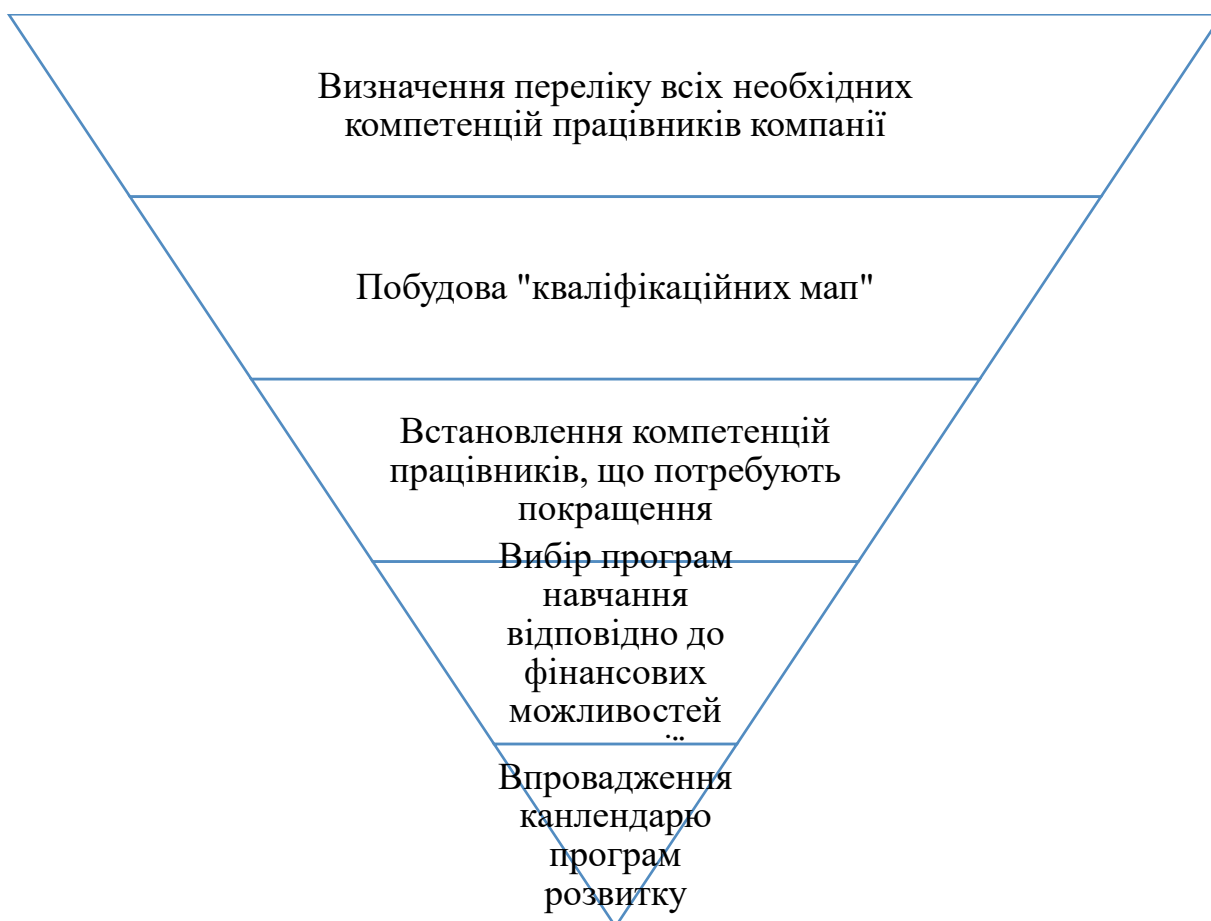 Визначення переліку всіх необхідних
компетенцій працівників компанії
Побудова "кваліфікаційних мап"
Встановлення компетенцій
працівників, що потребують
покращення
Вибір програм
навчання
відповідно до
фінансових
можливостей
Впровадження
канлендарю
програм
розвитку